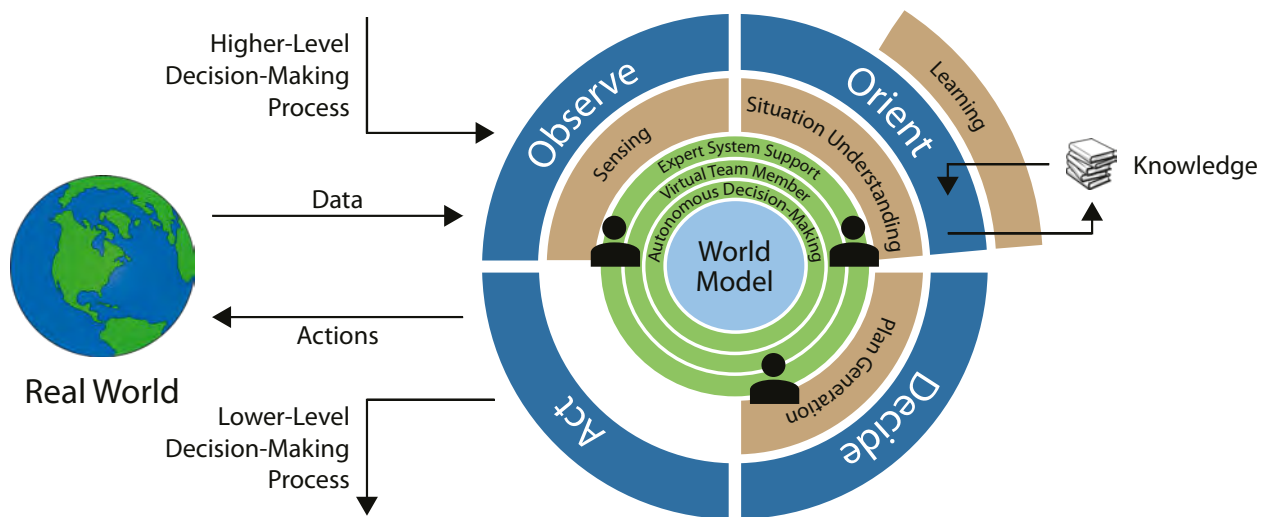 Higher-Level
Decision-Making
Process
Observe
Orient
Learning
Sensing
Situation Understanding
Expert System Support
Virtual Team Member
Autonomous Decision-Making
Knowledge
Data
World
Model
Actions
Real World
Plan Generation
Lower-Level
Decision-Making
Process
Act
Decide